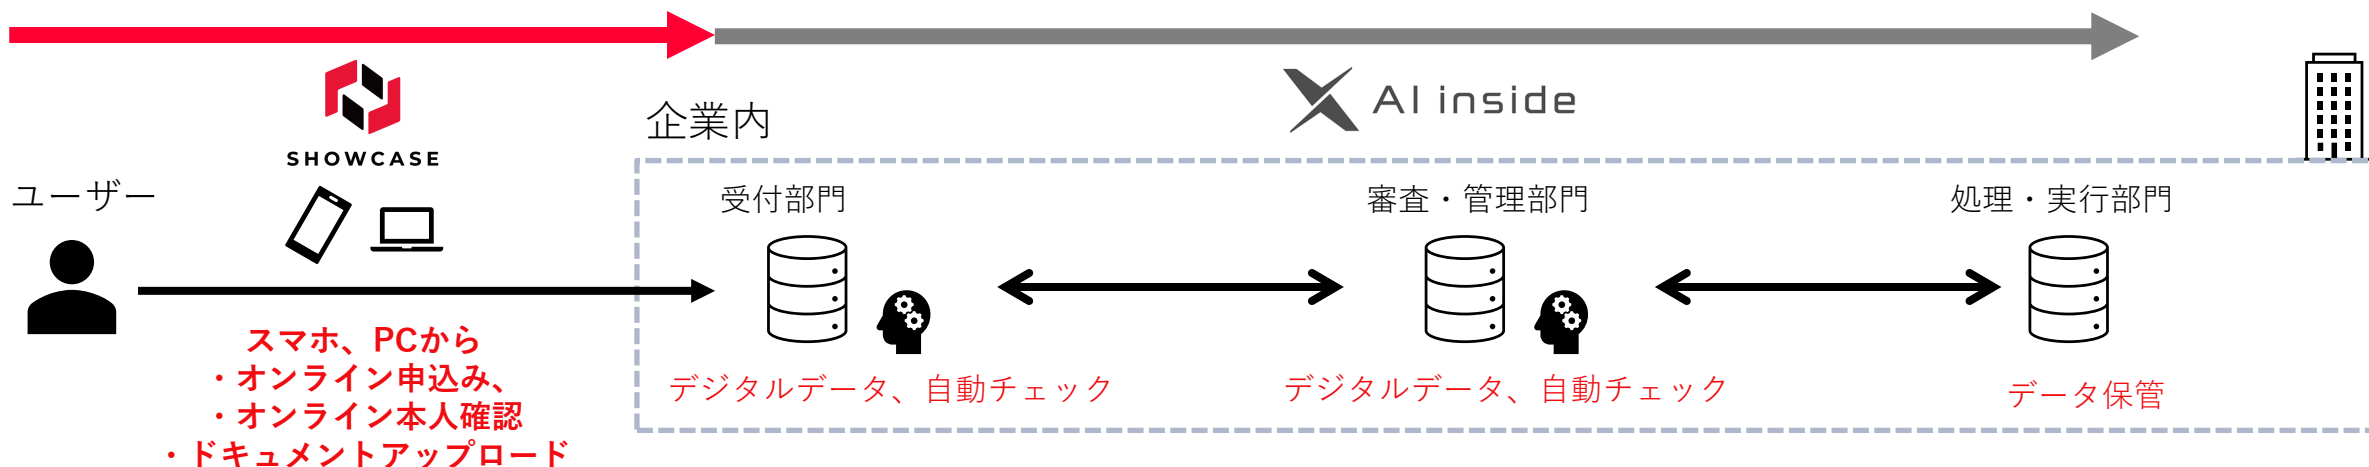 SHOWCASE
AI inside
企業内
ユーザー
受付部門
審査・管理部門
処理・実行部門
スマホ、PCから
・オンライン申込み、
・オンライン本人確認
・ドキュメントアップロード
デジタルデータ、自動チェック
デジタルデータ、自動チェック
データ保管